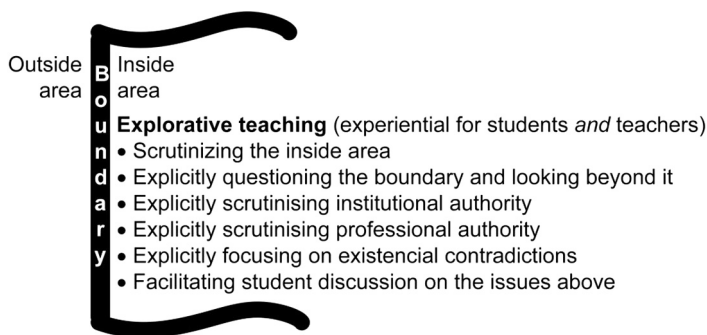 Outside
area
Boundary
Inside
area
Explorative teaching (experiential for students and teachers)
• Scrutinizing the inside area
• Explicitly questioning the boundary and looking beyond it
• Explicitly scrutinising institutional authority
• Explicitly scrutinising professional authority
• Explicitly focusing on existencial contradictions
• Facilitating student discussion on the issues above